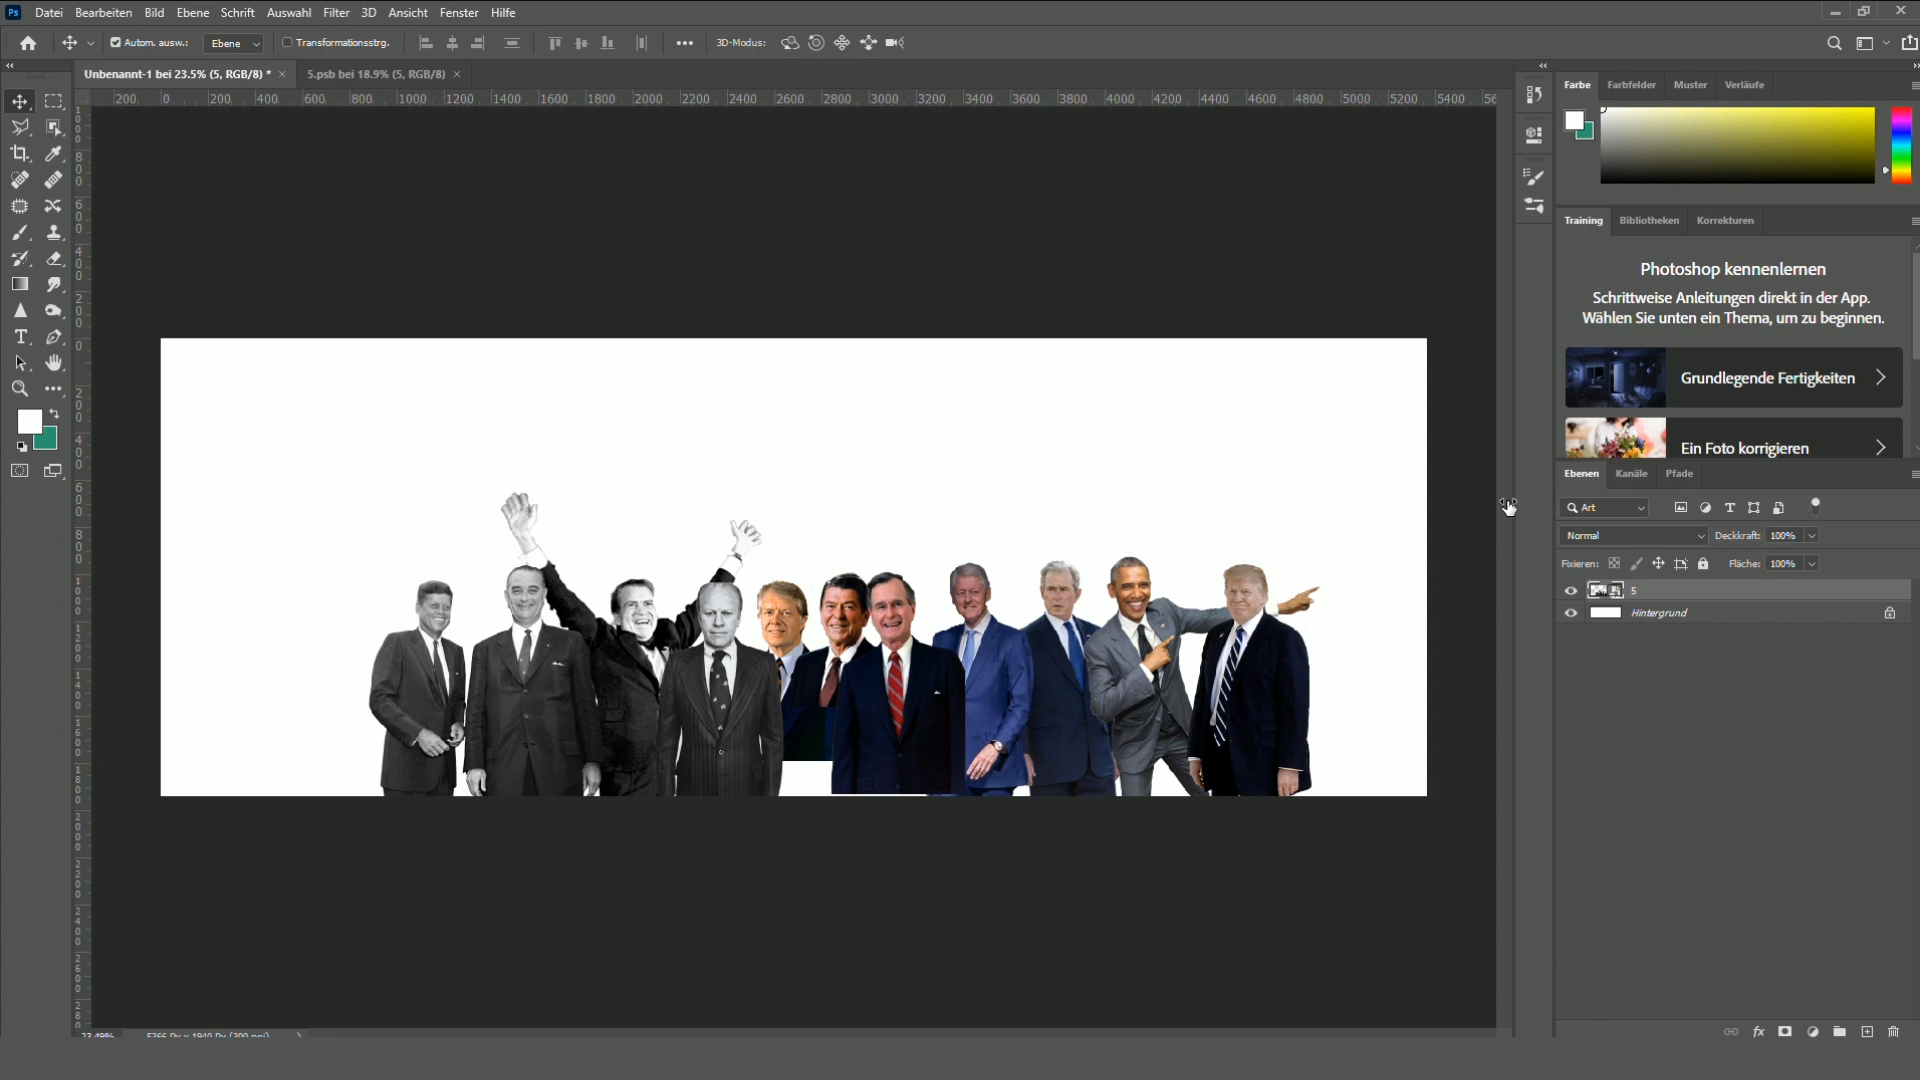 Ps Datei Bearbeiten Bild Ebene Schrift Auswahl Filter 3D Ansicht Fenster Hilfe
Autom. ausw.: Ebene Transformationsstrg. 3D-Modus:
Unbenannt-1 bei 23.5% (5, RGB/8) * 5.psb bei 18.9% (5, RGB/8)
200 0 200 400 600 800 1000 1200 1400 1600 1800 2000 2200 2400 2600 2800 3000 3200 3400 3600 3800 4000 4200 4400 4600 4800 5000 5200 5400
Farbe Farbfelder Muster Verläufe
Training Bibliotheken Korrekturen
Photoshop kennenlernen
Schrittweise Anleitungen direkt in der App.
Wählen Sie unten ein Thema, um zu beginnen.
Grundlegende Fertigkeiten
Ein Foto korrigieren
Ebenen Kanäle Pfade
Art
Normal Deckkraft: 100%
Fixieren: Fläche: 100%
5
Hintergrund
fx